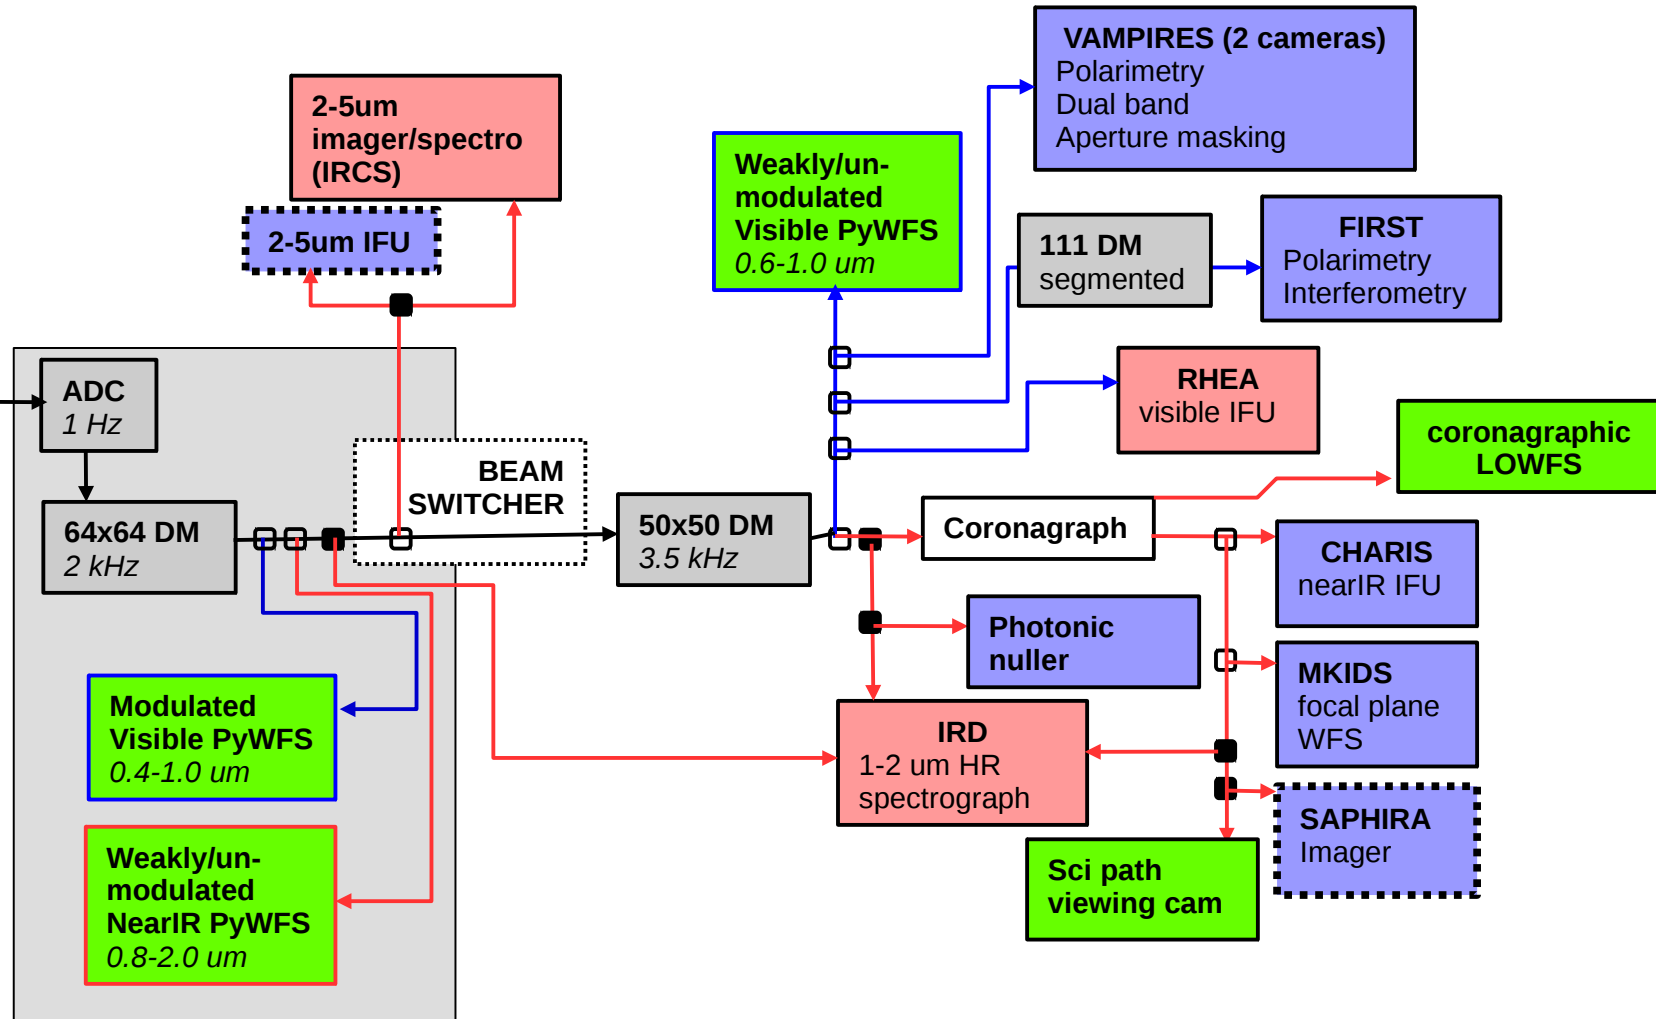 VAMPIRES (2 cameras)
Polarimetry
Dual band
Aperture masking
2-5um
imager/spectro
(IRCS)
2-5um IFU
Weakly/un-
modulated
Visible PyWFS
0.6-1.0 um
111 DM
segmented
FIRST
Polarimetry
Interferometry
RHEA
visible IFU
coronagraphic
LOWFS
ADC
1 Hz
64x64 DM
2 kHz
BEAM
SWITCHER
50x50 DM
3.5 kHz
Coronagraph
CHARIS
nearIR IFU
Photonic
nuller
MKIDS
focal plane
WFS
Modulated
Visible PyWFS
0.4-1.0 um
IRD
1-2 um HR
spectrograph
SAPHIRA
Imager
Weakly/un-
modulated
NearIR PyWFS
0.8-2.0 um
Sci path
viewing cam